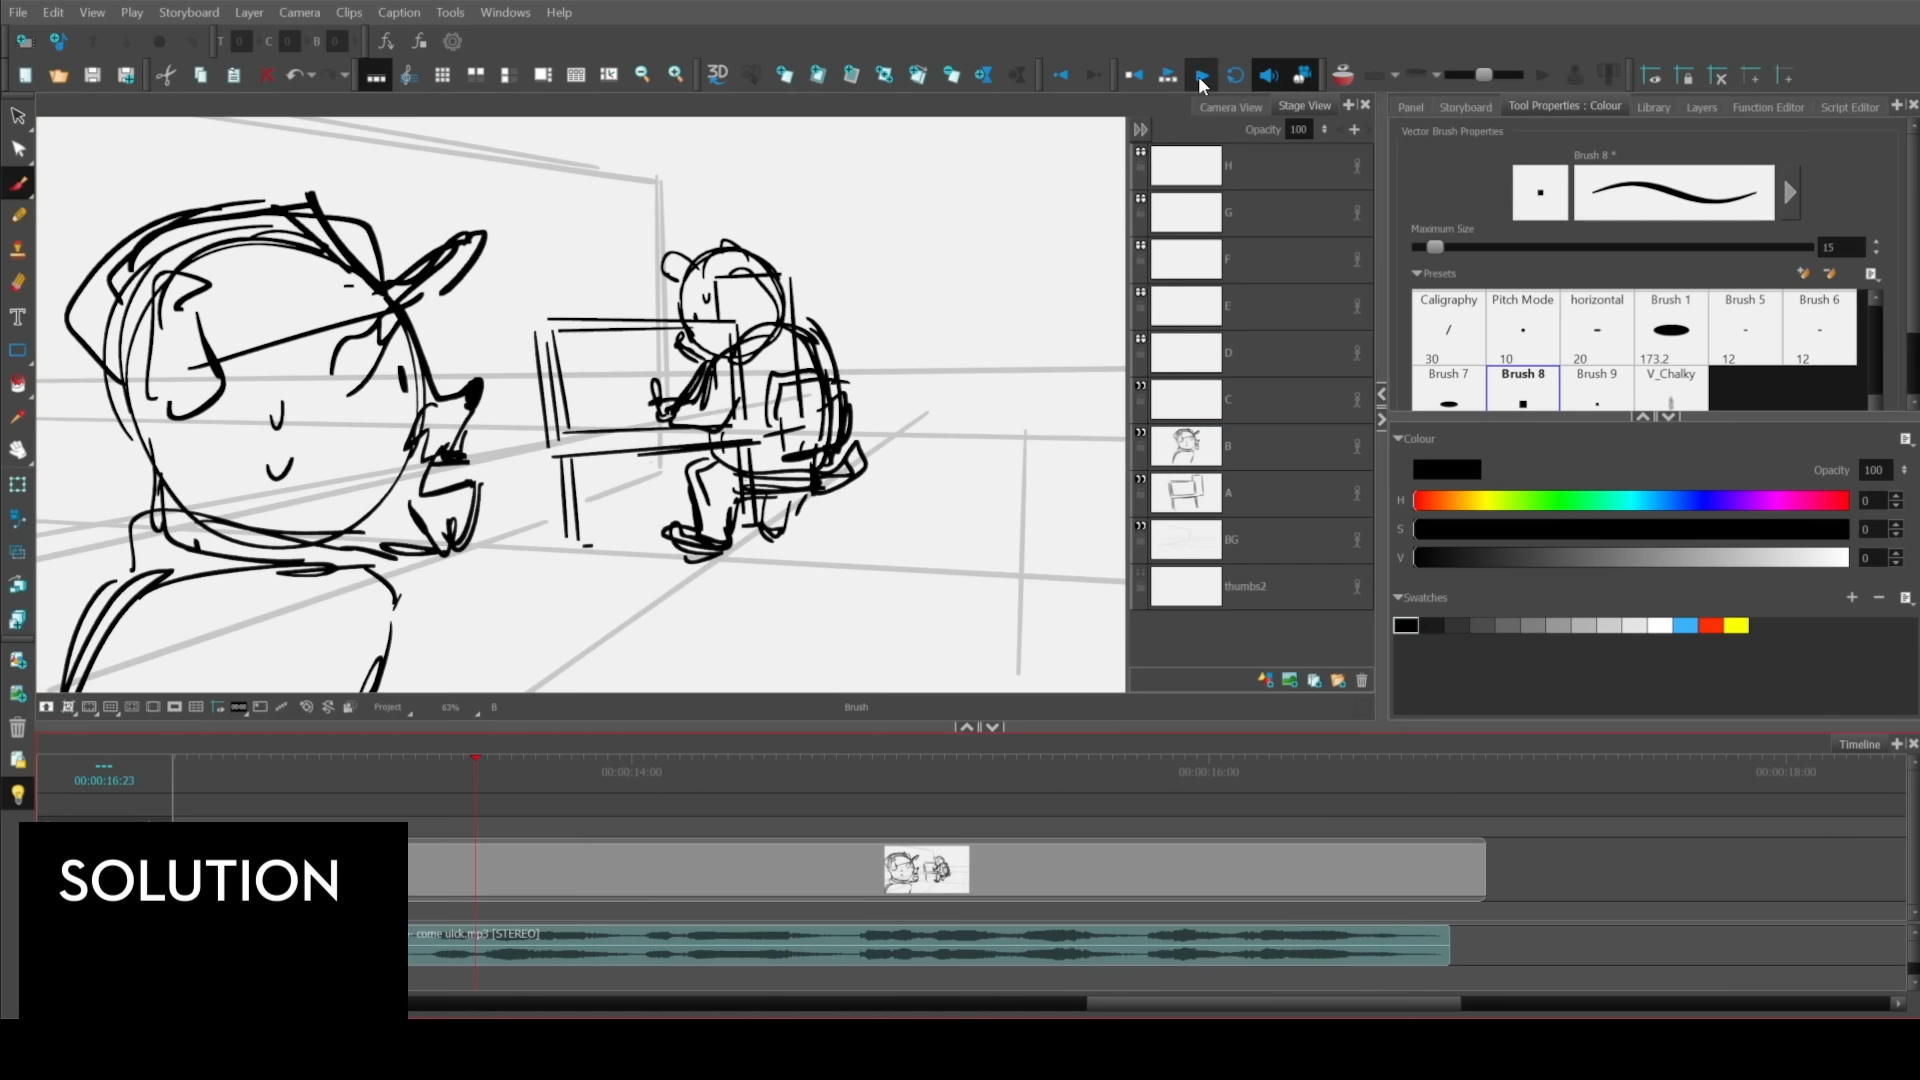 File Edit View Play Storyboard Layer Camera Clips Caption Tools Windows Help
T 0 C 0 B 0
3D
Camera View Stage View
Panel Storyboard Tool Properties : Colour Library Layers Function Editor Script Editor
Opacity 100
Vector Brush Properties
Brush 8 *
Maximum Size
15
Presets
Caligraphy Pitch Mode horizontal Brush 1 Brush 5 Brush 6
30 10 20 173.2 12 12
Brush 7 Brush 8 Brush 9 V_Chalky
H
G
F
E
D
C
B
A
BG
thumbs2
Colour
Opacity 100
H 0
S 0
V 0
Swatches
Project 63% B Brush
Timeline
00:00:16:23
00:00:14:00 00:00:16:00 00:00:18:00
SOLUTION
come uick.mp3 [STEREO]